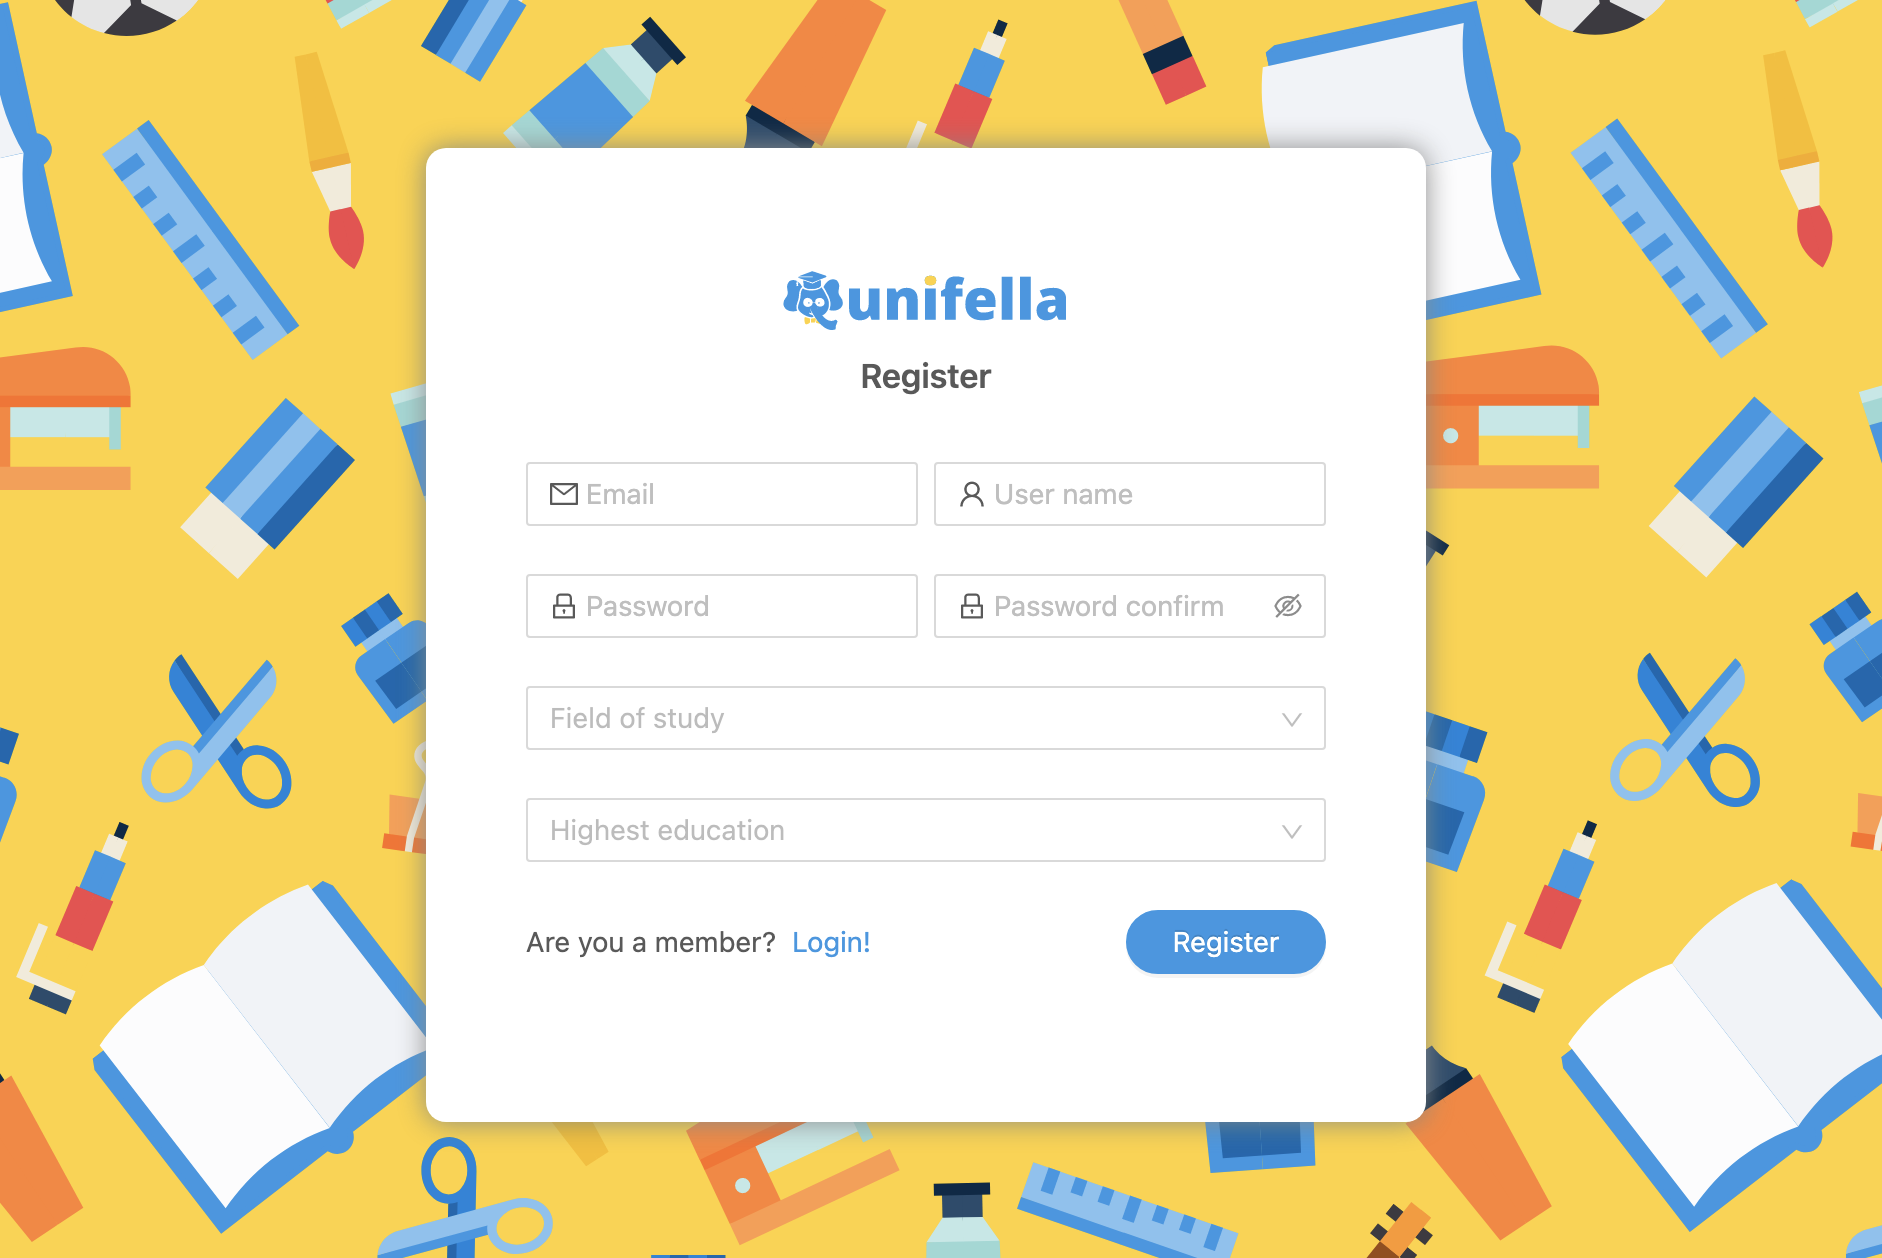 unifella
Register
Email
User name
Password
Password confirm
Field of study
Highest education
Are you a member? Login!
Register